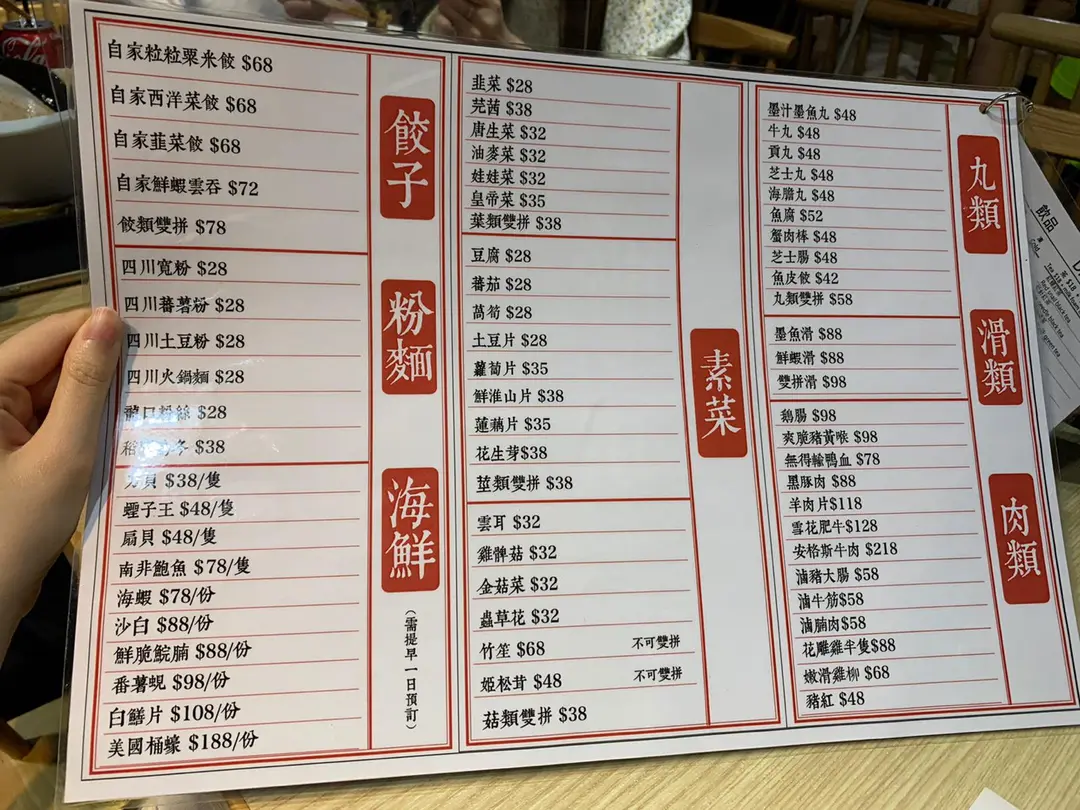 自家粒粒粟米餃 $68
自家西洋菜餃 $68
自家韮菜餃 $68
自家鮮蝦雲吞 $72
餃類雙拼 $78
餃子
四川寬粉 $28
四川蕃薯粉 $28
四川土豆粉 $28
四川火鍋麵 $28
龍口粉絲 $28
冬 $38
粉麵
貝 $38/隻
蟶子王 $48/隻
扇貝 $48/隻
南非鮑魚 $78/隻
海蝦 $78/份
沙白 $88/份
鮮脆鯇腩 $88/份
番薯蜆 $98/份
白鱔片 $108/份
美國桶蠔 $188/份
海鮮
(需提早一日預訂)
韭菜 $28
芫茜 $38
唐生菜 $32
油麥菜 $32
娃娃菜 $32
皇帝菜 $35
葉類雙拼 $38
豆腐 $28
蕃茄 $28
萵筍 $28
土豆片 $28
蘿蔔片 $35
鮮淮山片 $38
蓮藕片 $35
花生芽$38
莖類雙拼 $38
雲耳 $32
雞髀菇 $32
金菇菜 $32
蟲草花 $32
竹笙 $68 不可雙拼
姬松茸 $48 不可雙拼
菇類雙拼 $38
素菜
墨汁墨魚丸 $48
牛丸 $48
貢丸 $48
芝士丸 $48
海膽丸 $48
魚腐 $52
蟹肉棒 $48
芝士腸 $48
魚皮餃 $42
丸類雙拼 $58
丸類
墨魚滑 $88
鮮蝦滑 $88
雙拼滑 $98
滑類
鵝腸 $98
爽脆豬黃喉 $98
無得輸鴨血 $78
黑豚肉 $88
羊肉片$118
雪花肥牛$128
安格斯牛肉 $218
滷豬大腸 $58
滷牛筋$58
滷腩肉$58
花雕雞半隻$88
嫩滑雞柳 $68
豬紅 $48
肉類
飲品